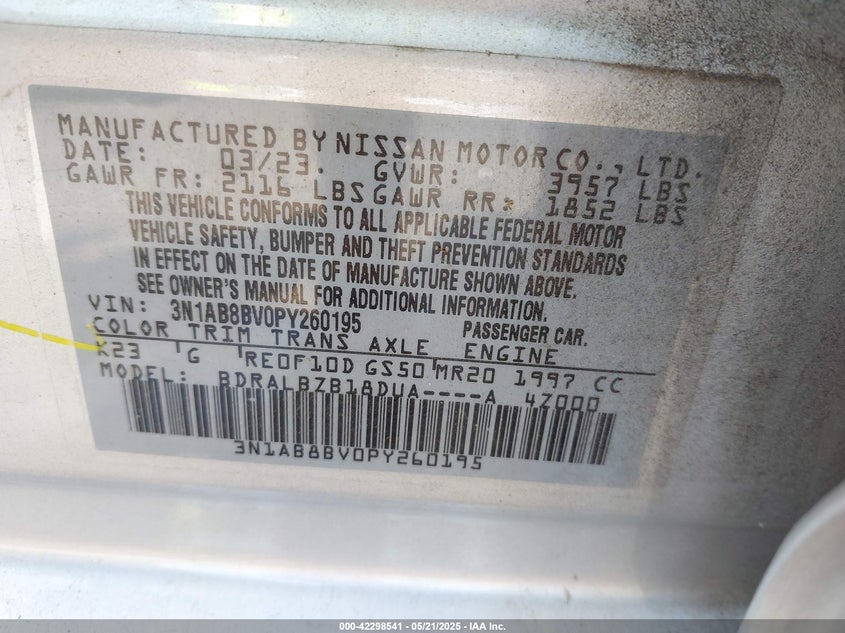 MANUFACTURED BY NISSAN MOTOR CO., LTD.
DATE: 03/23. GVWR: 3957 LBS
GAWR FR: 2116 LBS GAWR RR: 1852 LBS
THIS VEHICLE CONFORMS TO ALL APPLICABLE FEDERAL MOTOR
VEHICLE SAFETY, BUMPER AND THEFT PREVENTION STANDARDS
IN EFFECT ON THE DATE OF MANUFACTURE SHOWN ABOVE.
SEE OWNER'S MANUAL FOR ADDITIONAL INFORMATION.
VIN: 3N1AB8BV0PY260195 PASSENGER CAR.
COLOR TRIM TRANS AXLE ENGINE
K23 G RE0F10D GS50 MR20 1997 CC
MODEL: BDRALBZB18DUA----A 4Z000
3N1AB8BV0PY260195
000-42298541 | 05/21/2025 | IAA Inc.